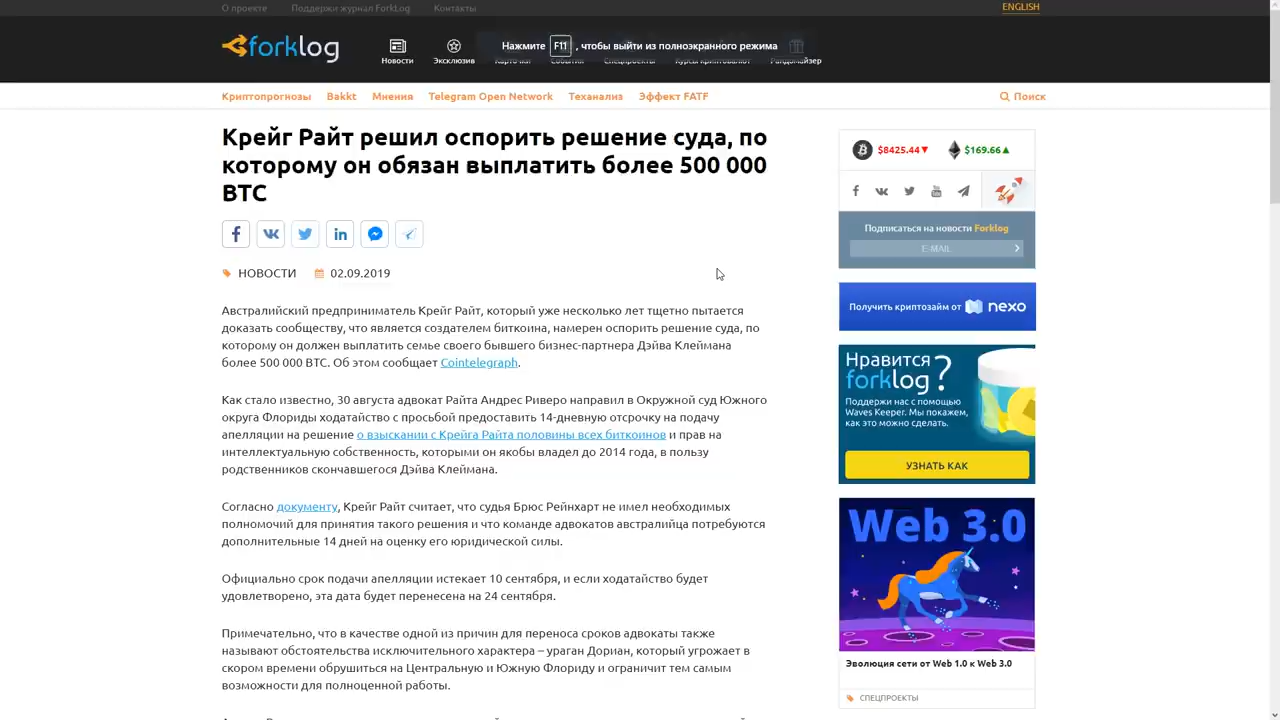 О проекте
Поддержи журнал ForkLog
Контакты
ENGLISH
forklog
Новости
Эксклюзив
Карточки
События
Спецпроекты
Курсы криптовалют
Рандомайзер
Нажмите F11 , чтобы выйти из полноэкранного режима
Криптопрогнозы
Bakkt
Мнения
Telegram Open Network
Теханализ
Эффект FATF
Поиск
Крейг Райт решил оспорить решение суда, по
которому он обязан выплатить более 500 000
BTC
НОВОСТИ
02.09.2019
Австралийский предприниматель Крейг Райт, который уже несколько лет тщетно пытается
доказать сообществу, что является создателем биткоина, намерен оспорить решение суда, по
которому он должен выплатить семье своего бывшего бизнес-партнера Дэйва Клеймана
более 500 000 BTC. Об этом сообщает Cointelegraph.
Как стало известно, 30 августа адвокат Райта Андрес Риверо направил в Окружной суд Южного
округа Флориды ходатайство с просьбой предоставить 14-дневную отсрочку на подачу
апелляции на решение о взыскании с Крейга Райта половины всех биткоинов и прав на
интеллектуальную собственность, которыми он якобы владел до 2014 года, в пользу
родственников скончавшегося Дэйва Клеймана.
Согласно документу, Крейг Райт считает, что судья Брюс Рейнхарт не имел необходимых
полномочий для принятия такого решения и что команде адвокатов австралийца потребуются
дополнительные 14 дней на оценку его юридической силы.
Официально срок подачи апелляции истекает 10 сентября, и если ходатайство будет
удовлетворено, эта дата будет перенесена на 24 сентября.
Примечательно, что в качестве одной из причин для переноса сроков адвокаты также
называют обстоятельства исключительного характера – ураган Дориан, который угрожает в
скором времени обрушиться на Центральную и Южную Флориду и ограничит тем самым
возможности для полноценной работы.
$8425.44▼
$169.66▲
Подписаться на новости Forklog
E-MAIL
Получить криптозайм от nexo
Нравится
forklog?
Поддержи нас с помощью
Waves Keeper. Мы покажем,
как это можно сделать.
УЗНАТЬ КАК
Web 3.0
Эволюция сети от Web 1.0 к Web 3.0
СПЕЦПРОЕКТЫ